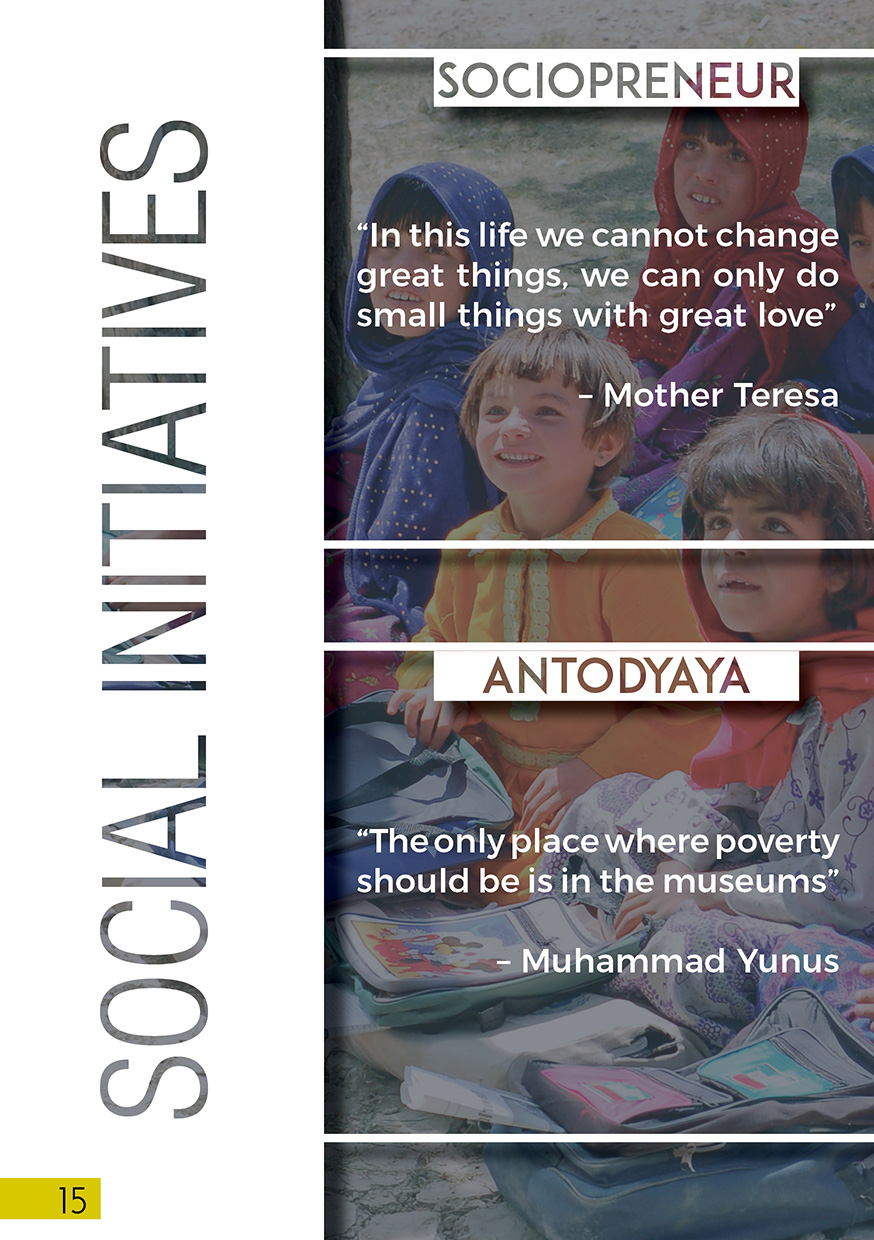 SOCIAL INITIATIVES
SOCIOPRENEUR
“In this life we cannot change
great things, we can only do
small things with great love”
– Mother Teresa
ANTODYAYA
“The only place where poverty
should be is in the museums”
– Muhammad Yunus
15